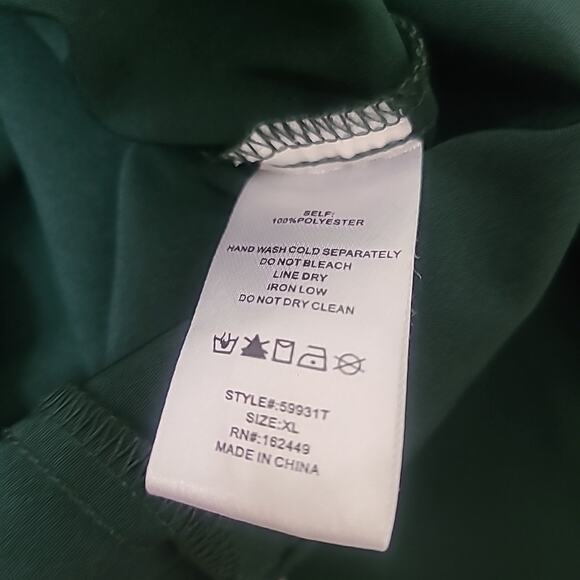 SELF:
100%POLYESTER
HAND WASH COLD SEPARATELY
DO NOT BLEACH
LINE DRY
IRON LOW
DO NOT DRY CLEAN
STYLE#:59931T
SIZE:XL
RN#:162449
MADE IN CHINA